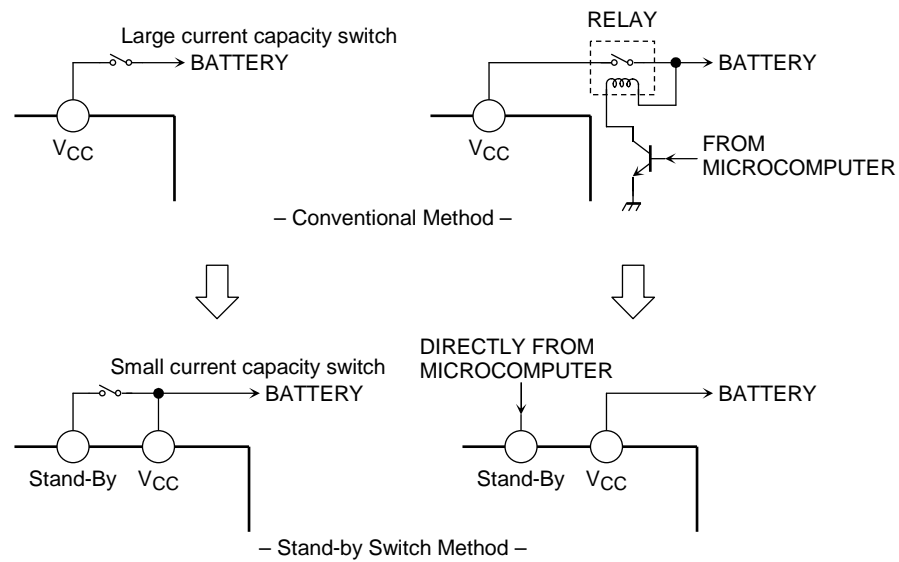 Large current capacity switch
BATTERY
VCC
RELAY
BATTERY
VCC
FROM
MICROCOMPUTER
– Conventional Method –
Small current capacity switch
BATTERY
Stand-By
VCC
DIRECTLY FROM
MICROCOMPUTER
BATTERY
Stand-By
VCC
– Stand-by Switch Method –